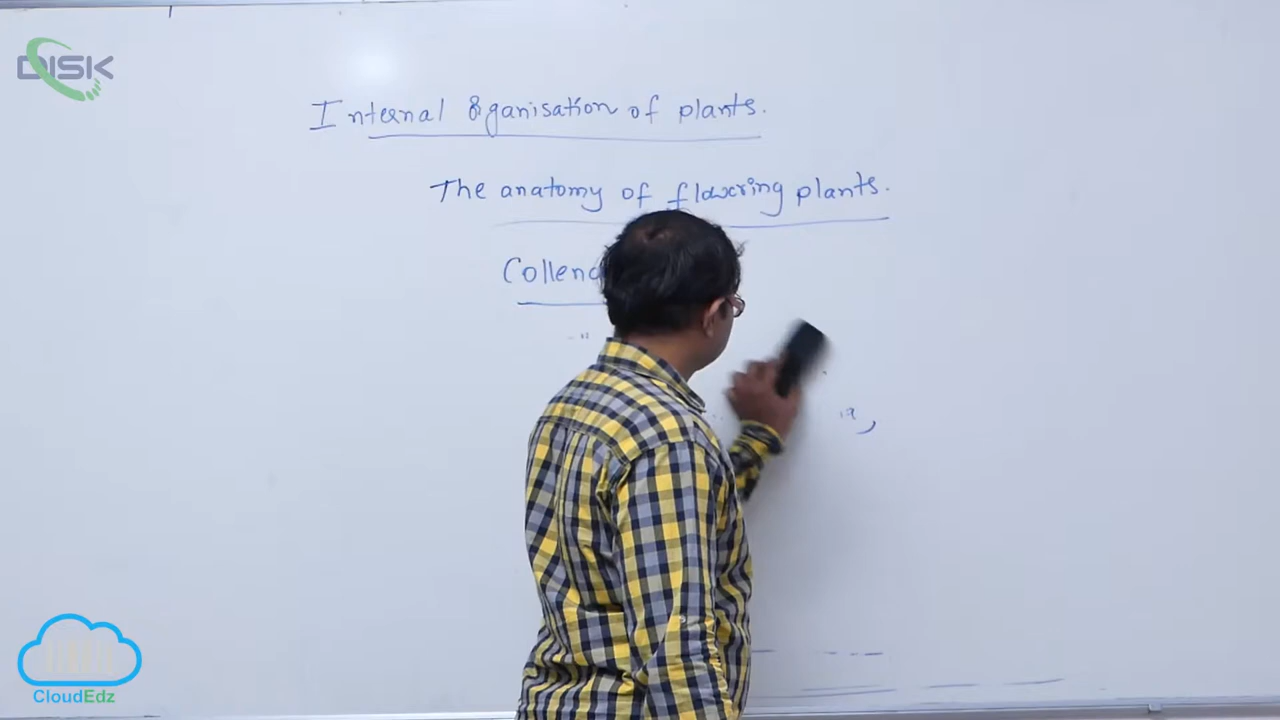 DISK
Internal organisation of plants.
The anatomy of flowering plants.
CloudEdz